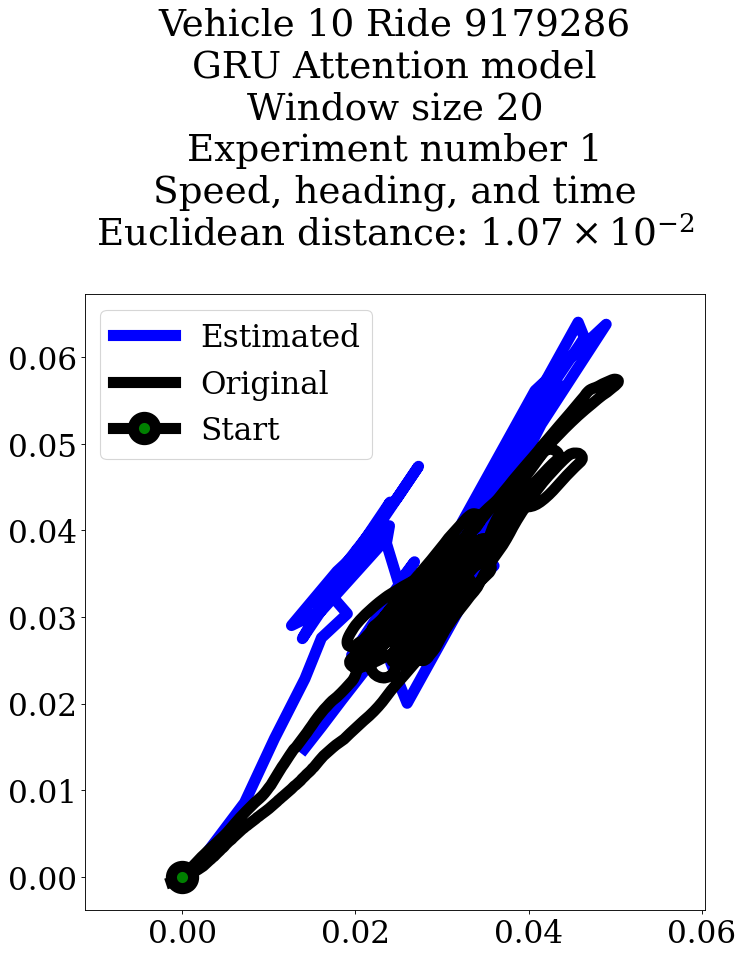 Vehicle 10 Ride 9179286
GRU Attention model
Window size 20
Experiment number 1
Speed, heading, and time
Euclidean distance: 1.07 × 10⁻²
Estimated
Original
Start
0.06
0.05
0.04
0.03
0.02
0.01
0.00
0.00 0.02 0.04 0.06